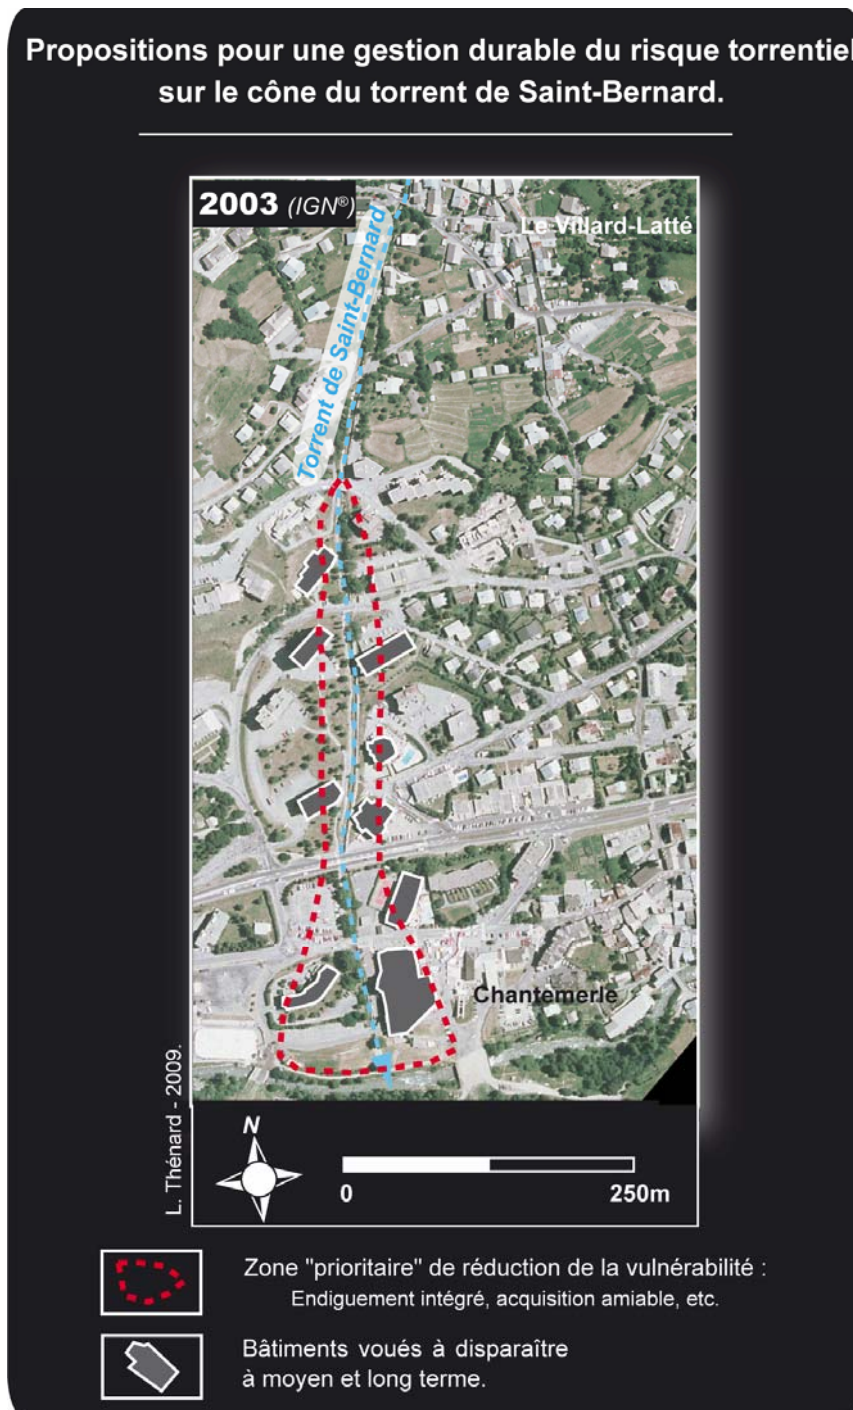 Propositions pour une gestion durable du risque torrentiel
sur le cône du torrent de Saint-Bernard.
2003 (IGN®)
Le Villard-Latté
Torrent de Saint-Bernard
Chantemerle
L. Thénard - 2009.
N
0 250m
Zone "prioritaire" de réduction de la vulnérabilité :
Endiguement intégré, acquisition amiable, etc.
Bâtiments voués à disparaître
à moyen et long terme.